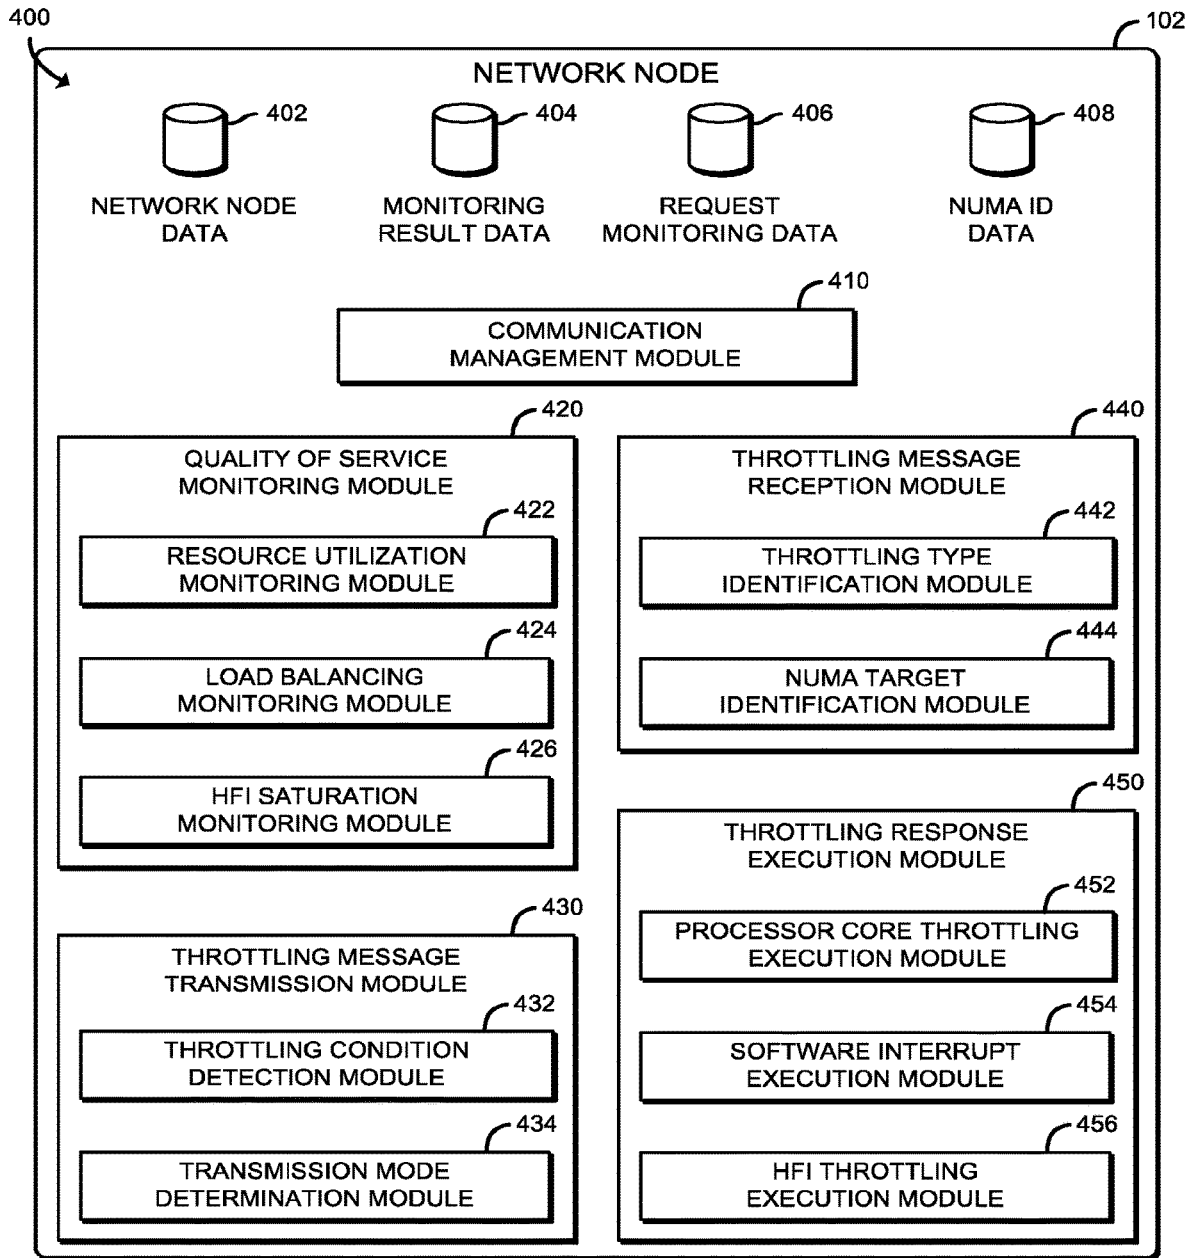 400
102
NETWORK NODE
402
404
406
408
NETWORK NODE
DATA
MONITORING
RESULT DATA
REQUEST
MONITORING DATA
NUMA ID
DATA
410
COMMUNICATION
MANAGEMENT MODULE
420
QUALITY OF SERVICE
MONITORING MODULE
422
RESOURCE UTILIZATION
MONITORING MODULE
424
LOAD BALANCING
MONITORING MODULE
426
HFI SATURATION
MONITORING MODULE
430
THROTTLING MESSAGE
TRANSMISSION MODULE
432
THROTTLING CONDITION
DETECTION MODULE
434
TRANSMISSION MODE
DETERMINATION MODULE
440
THROTTLING MESSAGE
RECEPTION MODULE
442
THROTTLING TYPE
IDENTIFICATION MODULE
444
NUMA TARGET
IDENTIFICATION MODULE
450
THROTTLING RESPONSE
EXECUTION MODULE
452
PROCESSOR CORE THROTTLING
EXECUTION MODULE
454
SOFTWARE INTERRUPT
EXECUTION MODULE
456
HFI THROTTLING
EXECUTION MODULE